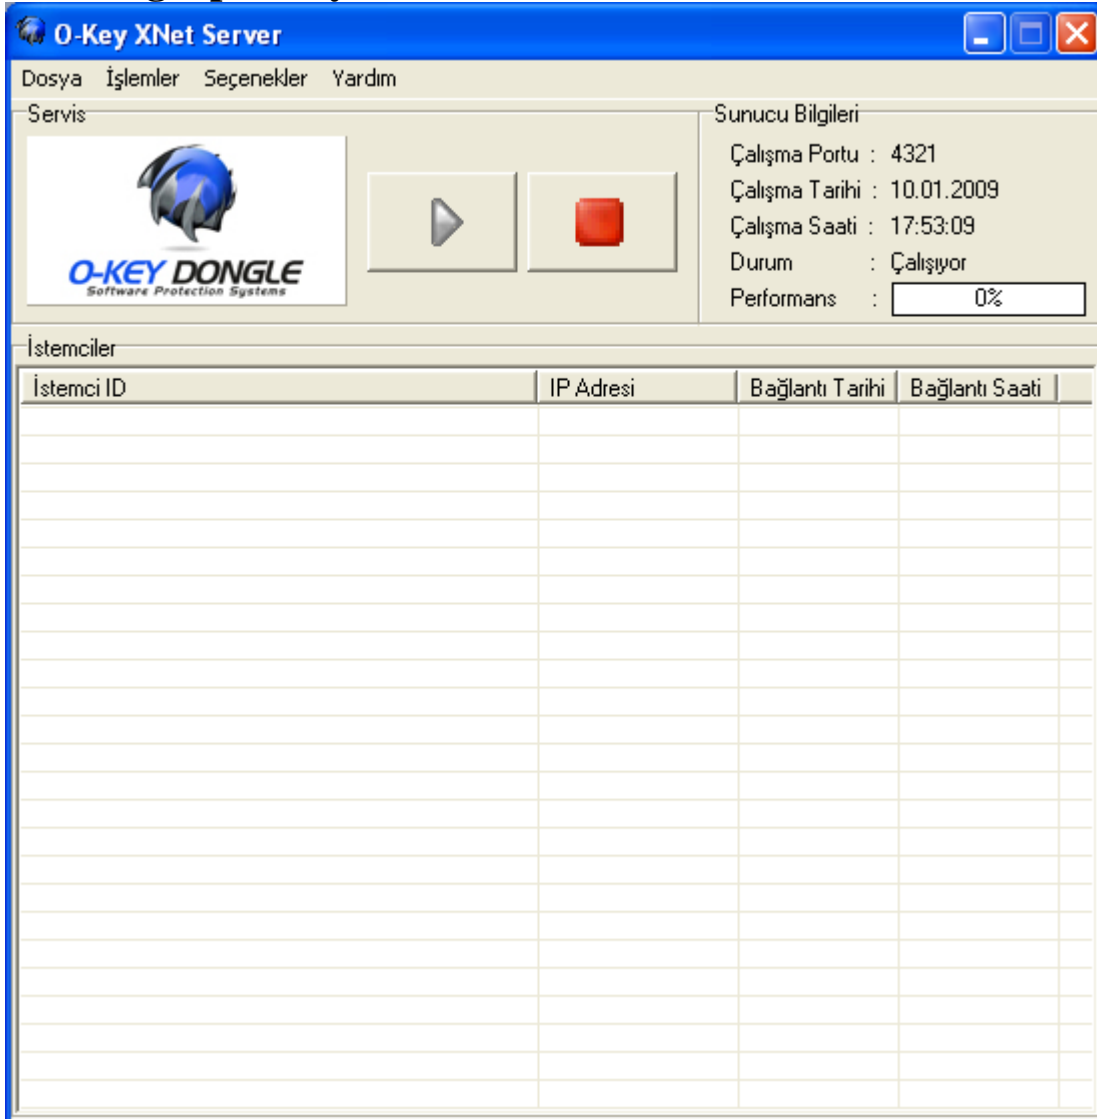 O-Key XNet Server
Dosya İşlemler Seçenekler Yardım
Servis
O-KEY DONGLE
Software Protection Systems
Sunucu Bilgileri
Çalışma Portu : 4321
Çalışma Tarihi : 10.01.2009
Çalışma Saati : 17:53:09
Durum : Çalışıyor
Performans : 0%
İstemciler
İstemci ID IP Adresi Bağlantı Tarihi Bağlantı Saati